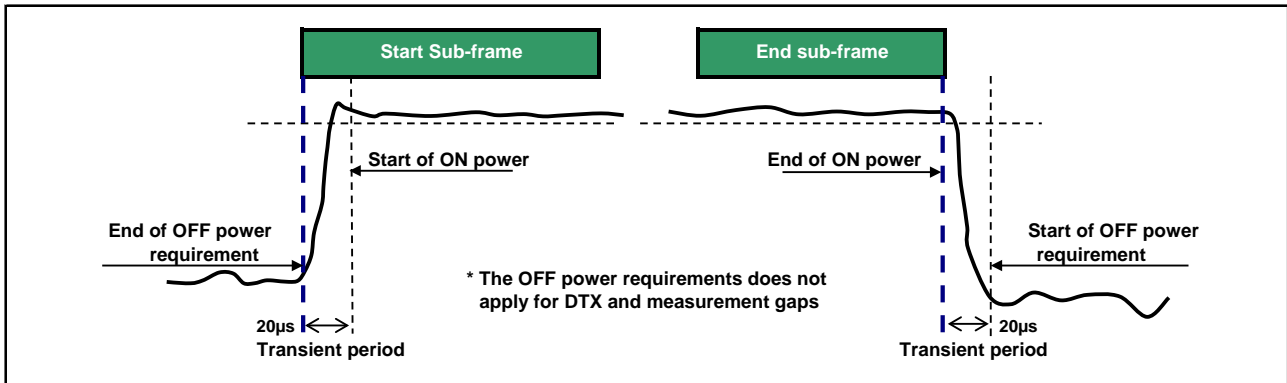 Start Sub-frame
End sub-frame
Start of ON power
End of ON power
End of OFF power
requirement
Start of OFF power
requirement
* The OFF power requirements does not
apply for DTX and measurement gaps
20µs
Transient period
20µs
Transient period